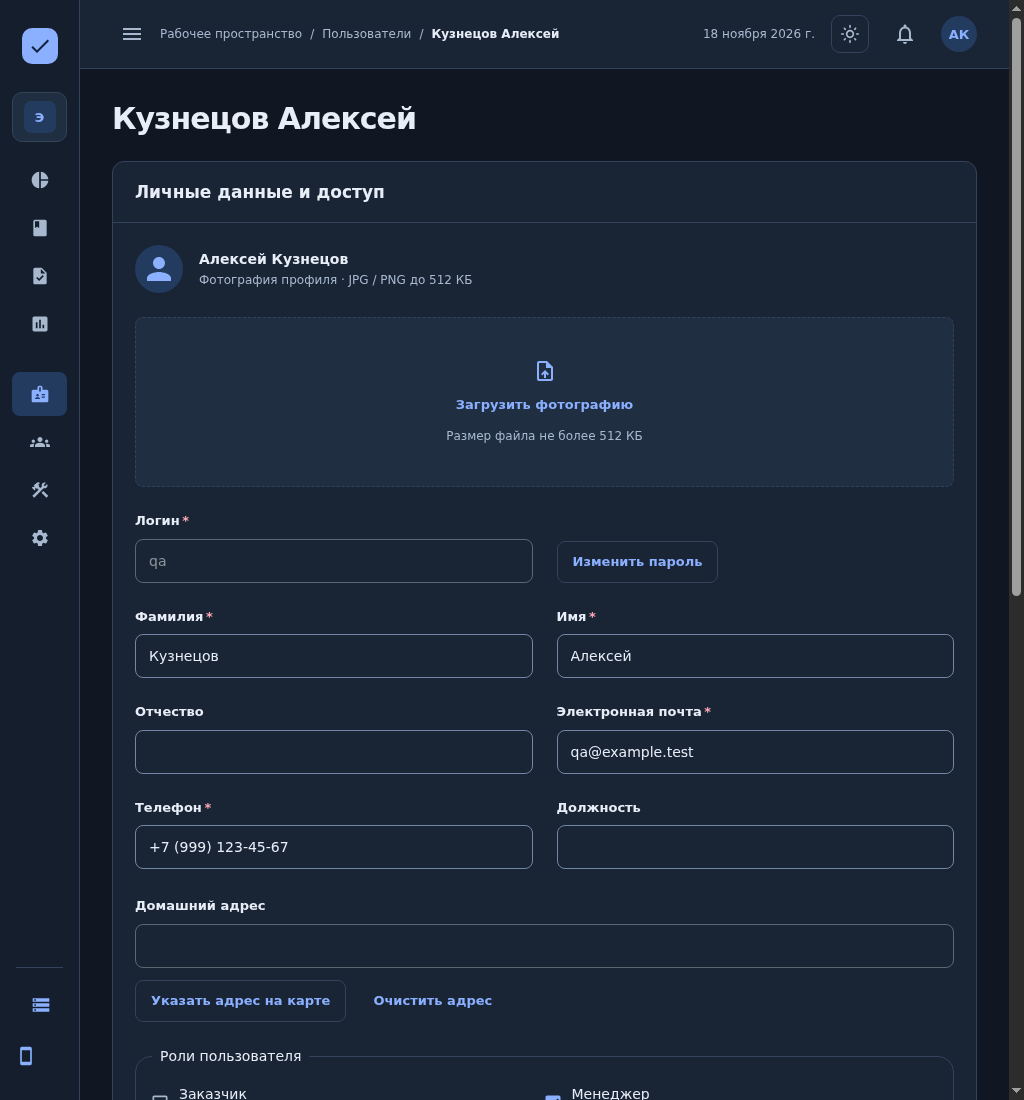 Рабочее пространство / Пользователи / Кузнецов Алексей
18 ноября 2026 г.
АК
Э
Кузнецов Алексей
Личные данные и доступ
Алексей Кузнецов
Фотография профиля · JPG / PNG до 512 КБ
Загрузить фотографию
Размер файла не более 512 КБ
Логин *
qa
Изменить пароль
Фамилия * Имя *
Кузнецов Алексей
Отчество Электронная почта *
qa@example.test
Телефон * Должность
+7 (999) 123-45-67
Домашний адрес
Указать адрес на карте Очистить адрес
Роли пользователя
Заказчик Менеджер